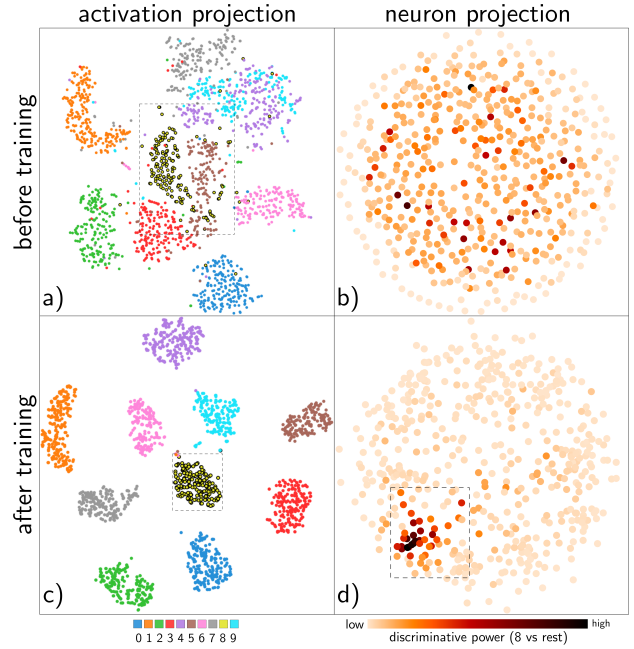 activation projection
neuron projection
before training
a)
b)
after training
c)
d)
0 1 2 3 4 5 6 7 8 9
low
high
discriminative power (8 vs rest)